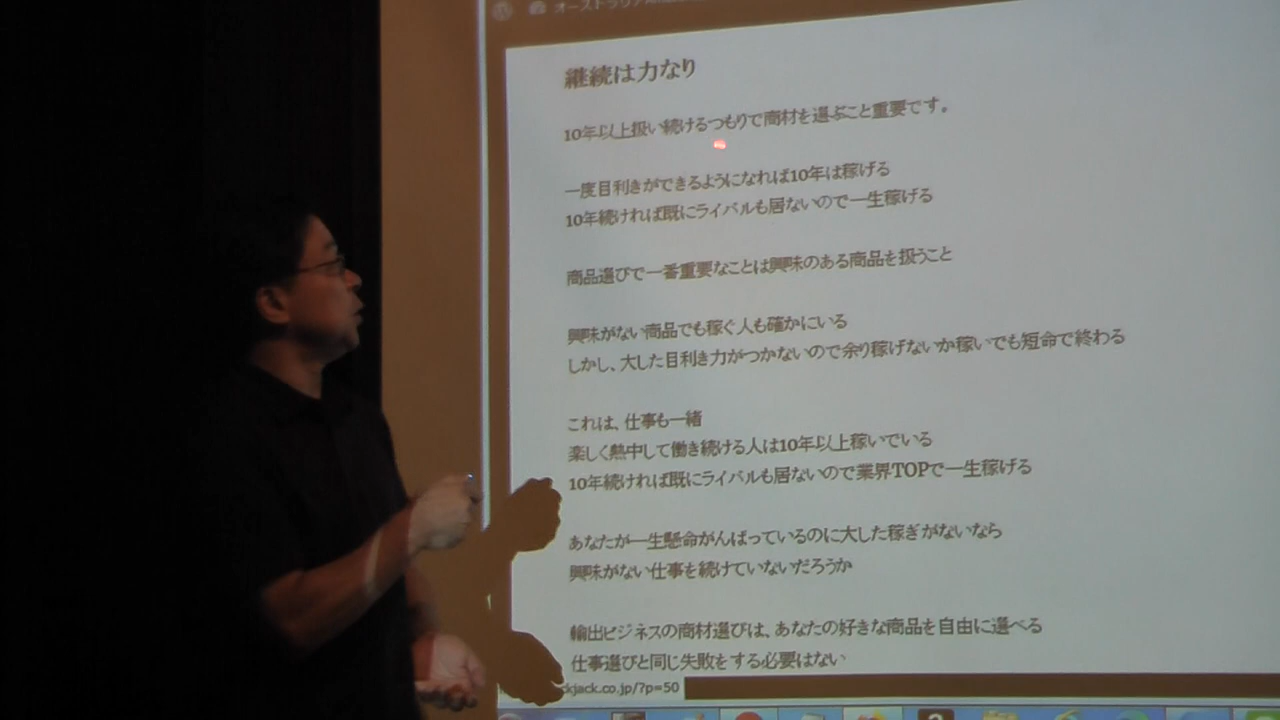 オーストラリア
継続は力なり
10年以上扱い続けるつもりで商材を選ぶこと重要です。
一度目利きができるようになれば10年は稼げる
10年続ければ既にライバルも居ないので一生稼げる
商品選びで一番重要なことは興味のある商品を扱うこと
興味がない商品でも稼ぐ人も確かにいる
しかし、大した目利き力がつかないので余り稼げないか稼いでも短命で終わる
これは、仕事も一緒
楽しく熱中して働き続ける人は10年以上稼いでいる
10年続ければ既にライバルも居ないので業界TOPで一生稼げる
あなたが一生懸命がんばっているのに大した稼ぎがないなら
興味がない仕事を続けていないだろうか
輸出ビジネスの商材選びは、あなたの好きな商品を自由に選べる
仕事選びと同じ失敗をする必要はない
ckjack.co.jp/?p=50